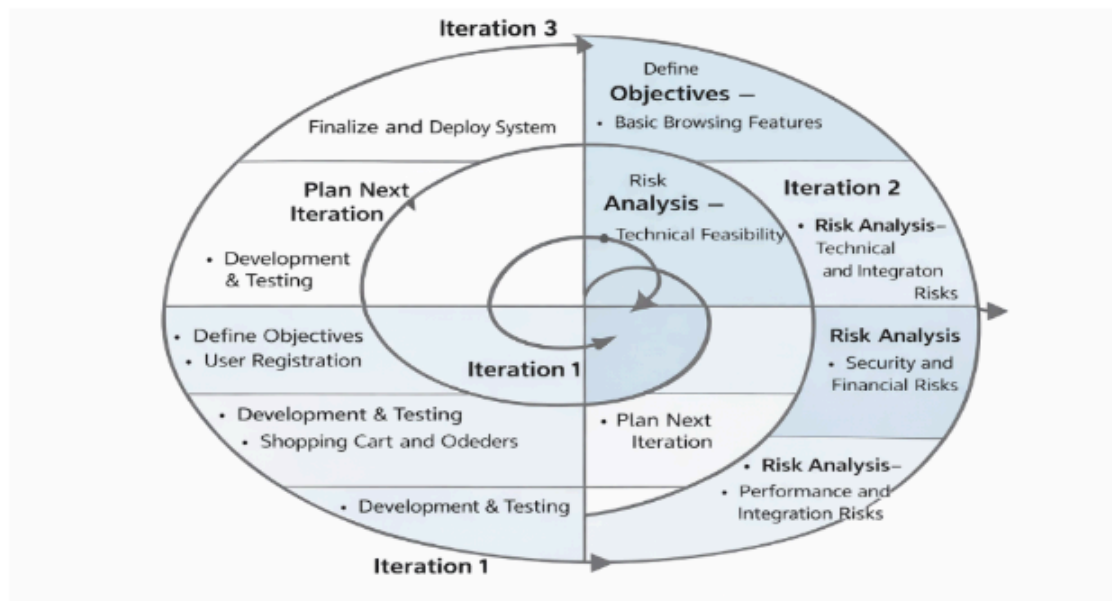 Iteration 3
Define
Objectives —
• Basic Browsing Features
Finalize and Deploy System
Plan Next
Iteration
Risk
Analysis —
• Technical Feasibility
Iteration 2
• Risk Analysis–
Technical
and Integraton
Risks
• Development
& Testing
• Define Objectives
• User Registration
Iteration 1
Risk Analysis
• Security and
Financial Risks
• Development & Testing
• Shopping Cart and Odeders
• Plan Next
Iteration
• Risk Analysis–
• Performance and
Integration Risks
• Development & Testing
Iteration 1